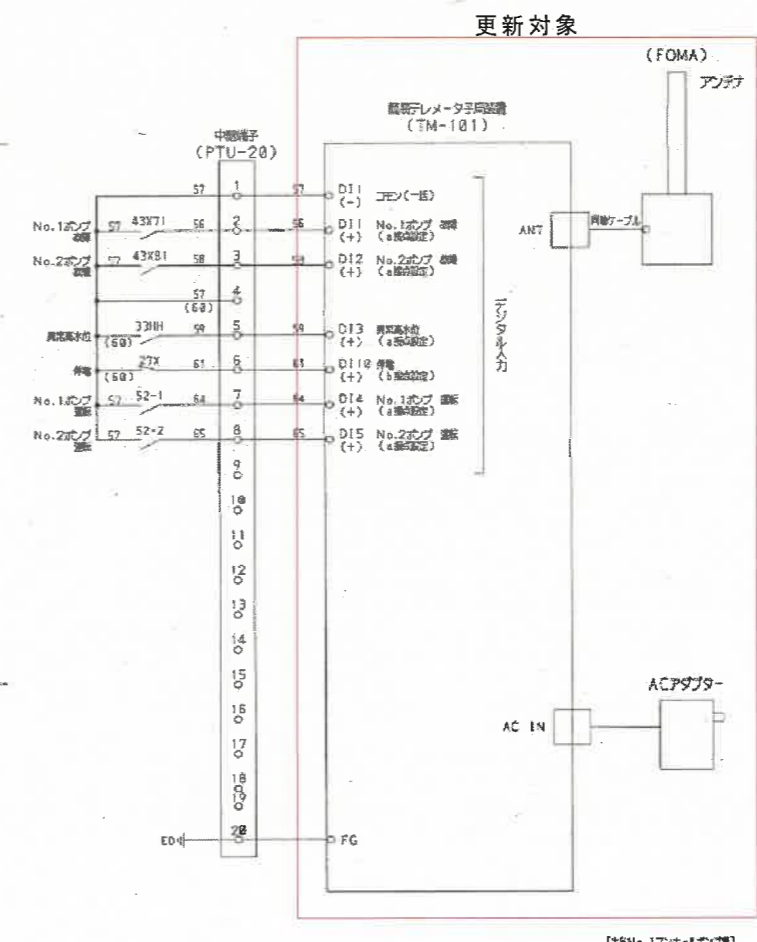 更新対象
(FOMA)
アンテナ
簡易テレメータ子局装置
(TM-101)
中継端子
(PTU-20)
57 1 57 DI1 コモン(一括)
(-)
No.1ポンプ 57 43X71 56 2 56 DI1 No.1ポンプ 故障
故障 (+) (a接点設定)
ANT
同軸ケーブル
No.2ポンプ 57 43X81 58 3 58 DI2 No.2ポンプ 故障
故障 (+) (a接点設定)
57 4
(60)
デジタル入力
異常高水位 (60) 33HH 59 5 59 DI3 異常高水位
(+) (a接点設定)
停電 (60) 27X 61 6 61 DI10 停電
(+) (b接点設定)
No.1ポンプ 57 52-1 64 7 64 DI4 No.1ポンプ 運転
運転 (+) (a接点設定)
No.2ポンプ 57 52-2 65 8 65 DI5 No.2ポンプ 運転
運転 (+) (a接点設定)
9
10
11
12
13
14
15
16
17
18
19
ACアダプター
AC IN
ED 20 FG
No.1マンホールポンプ場]